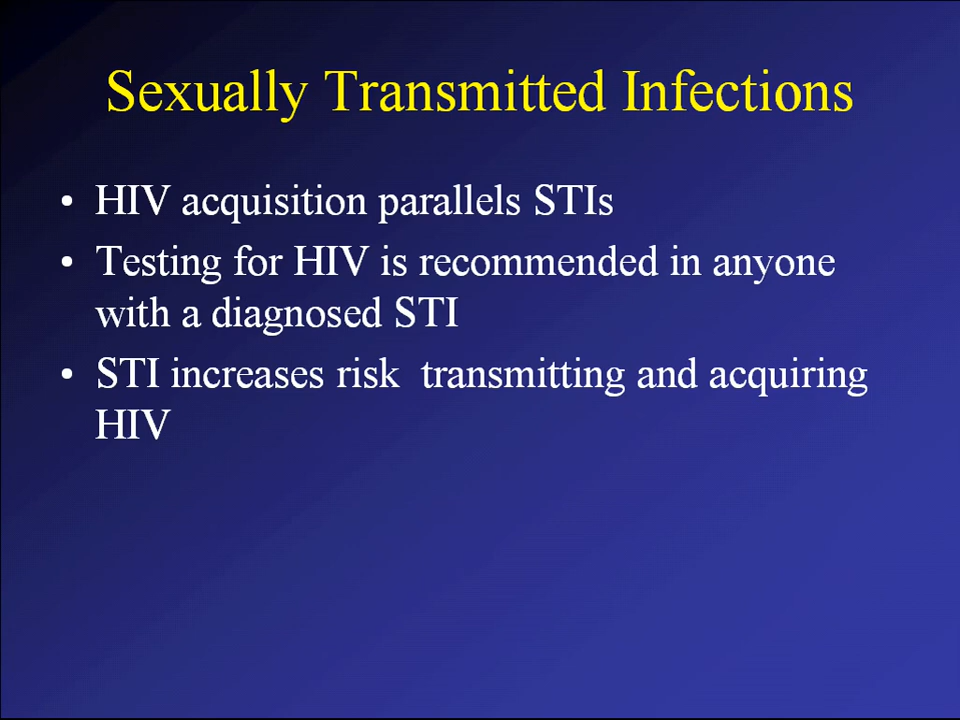 Sexually Transmitted Infections
• HIV acquisition parallels STIs
• Testing for HIV is recommended in anyone
with a diagnosed STI
• STI increases risk  transmitting and acquiring
HIV